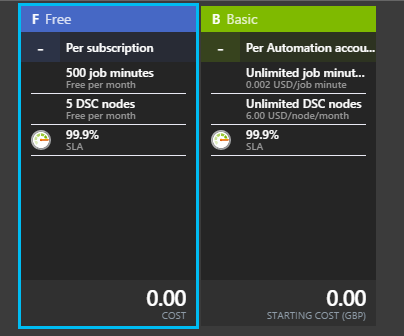 F Free
- Per subscription
500 job minutes
Free per month
5 DSC nodes
Free per month
99.9%
SLA
0.00
COST
B Basic
- Per Automation accou...
Unlimited job minut...
0.002 USD/job minute
Unlimited DSC nodes
6.00 USD/node/month
99.9%
SLA
0.00
STARTING COST (GBP)